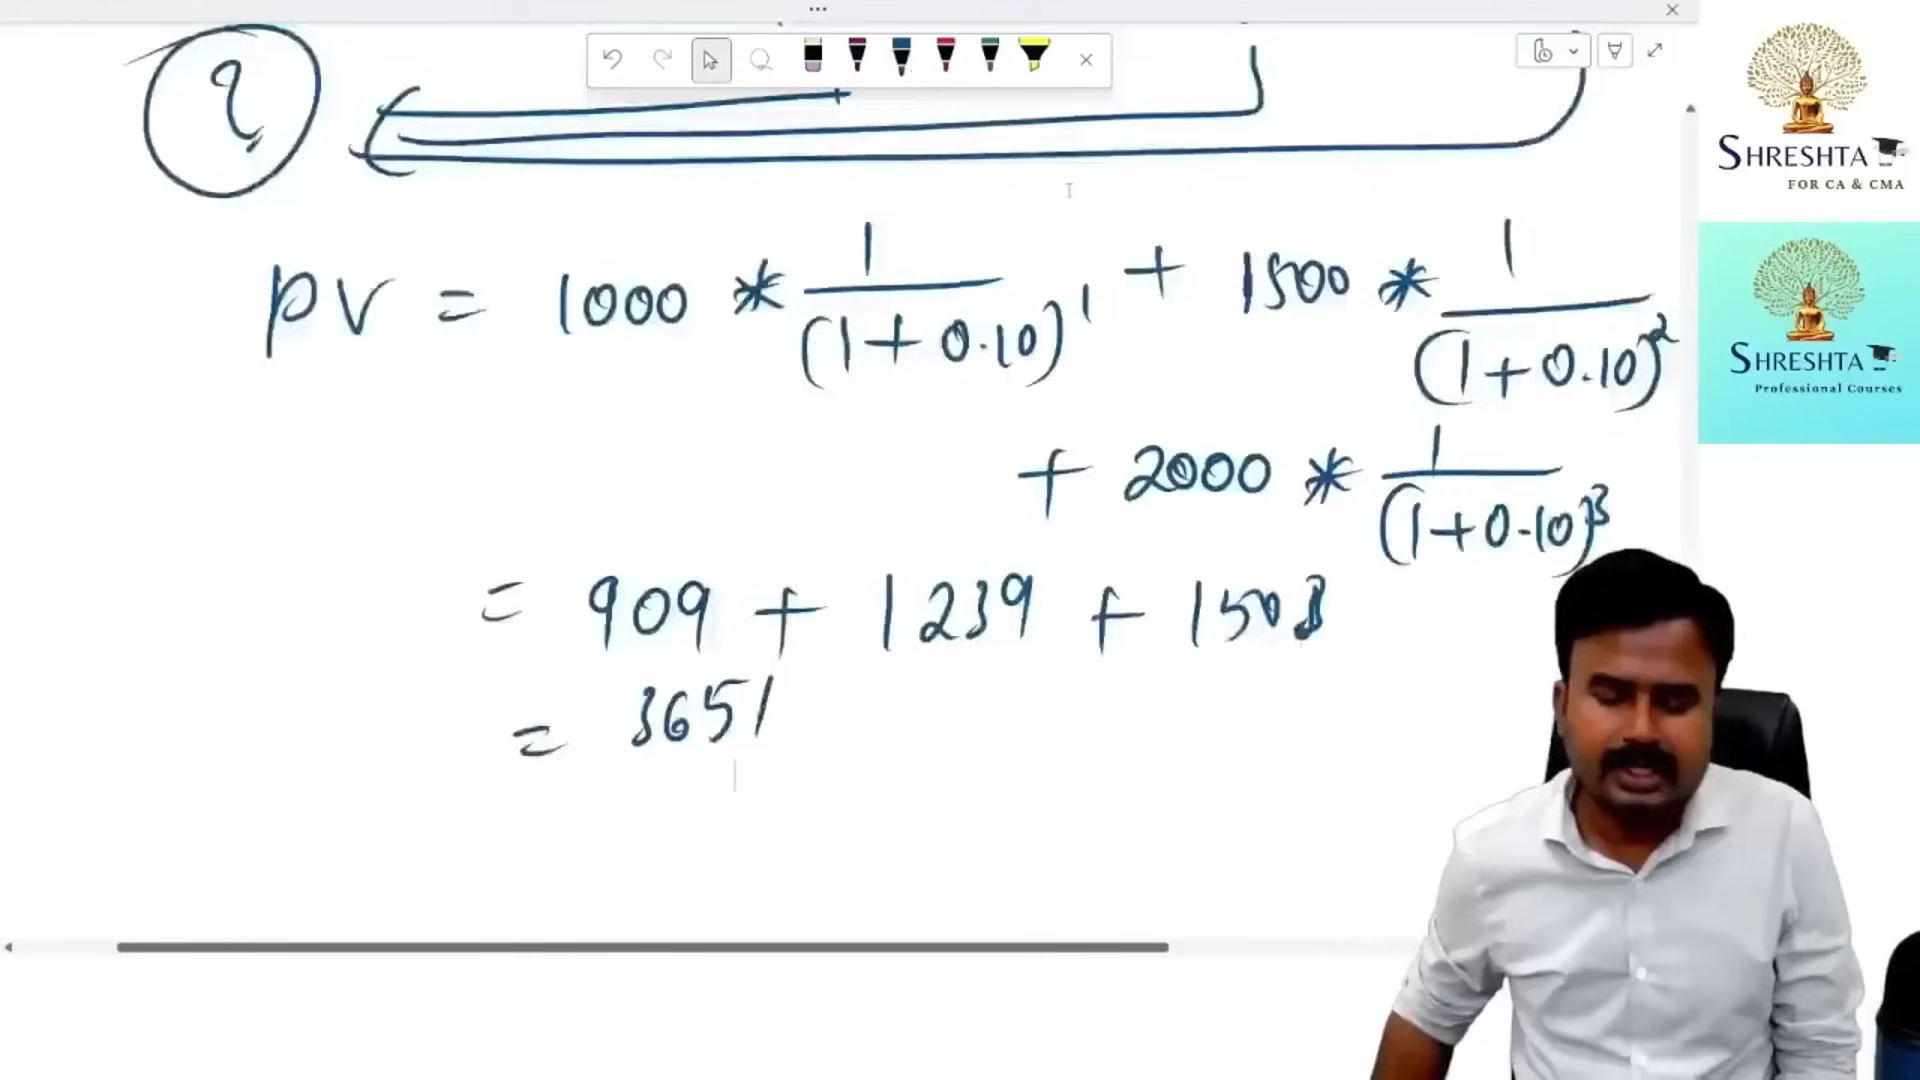 ?
PV = 1000 * 1/(1+0.10)^1 + 1500 * 1/(1+0.10)^2
+ 2000 * 1/(1+0.10)^3
= 909 + 1239 + 1503
= 3651
SHRESHTA
FOR CA & CMA
SHRESHTA
Professional Courses